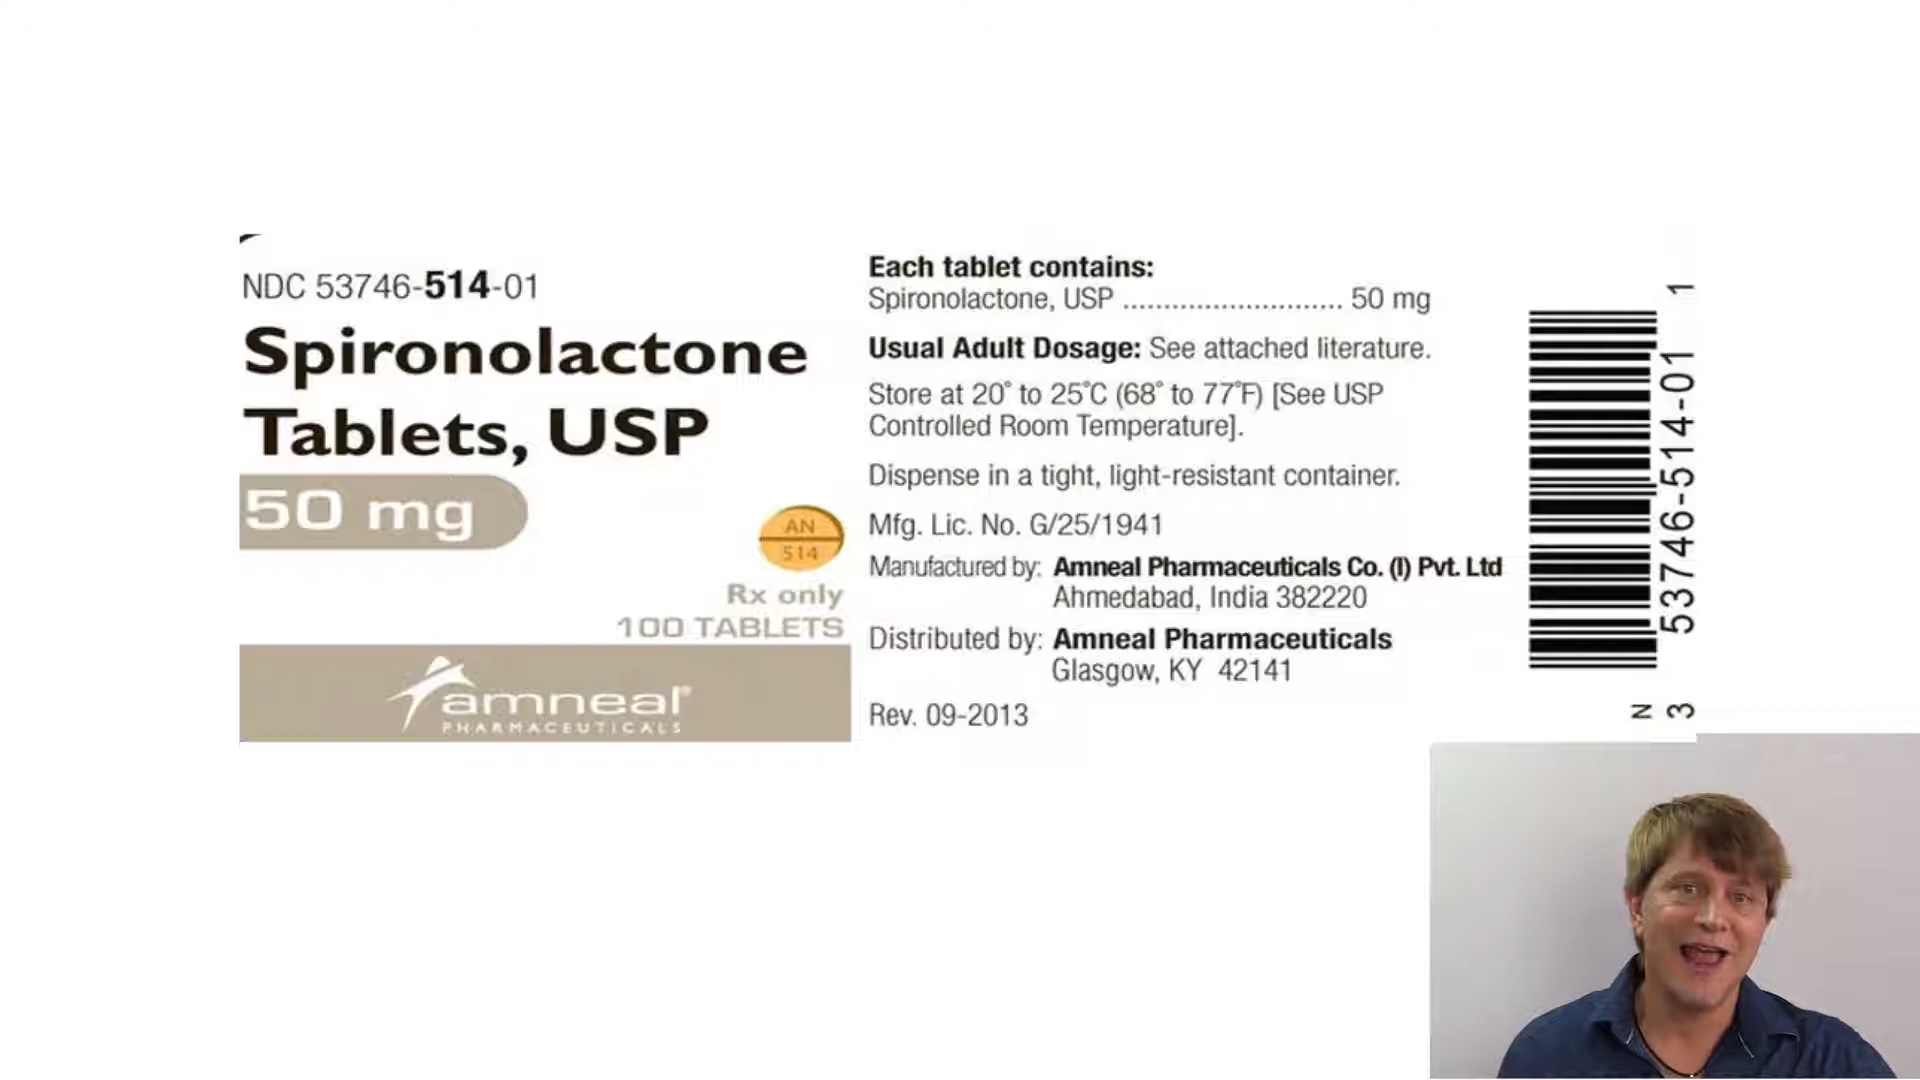 NDC 53746-514-01
Spironolactone
Tablets, USP
50 mg
AN
514
Rx only
100 TABLETS
amneal®
PHARMACEUTICALS
Each tablet contains:
Spironolactone, USP ........................... 50 mg
Usual Adult Dosage: See attached literature.
Store at 20° to 25°C (68° to 77°F) [See USP
Controlled Room Temperature].
Dispense in a tight, light-resistant container.
Mfg. Lic. No. G/25/1941
Manufactured by: Amneal Pharmaceuticals Co. (I) Pvt. Ltd
Ahmedabad, India 382220
Distributed by: Amneal Pharmaceuticals
Glasgow, KY 42141
Rev. 09-2013
N
3 53746-514-01 1